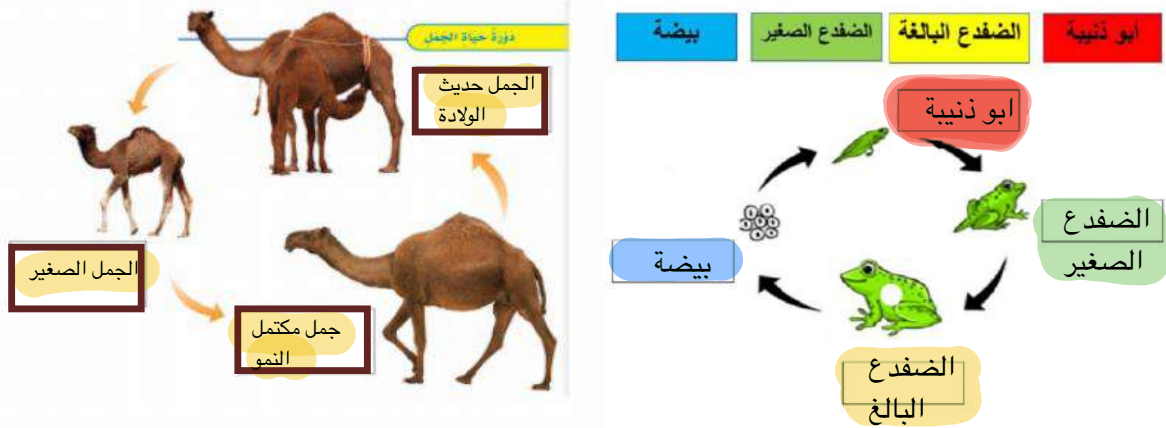 أبو ذنيبة
الضفدع البالغة
الضفدع الصغير
بيضة
ابو ذنيبة
الضفدع
الصغير
بيضة
الضفدع
البالغ
دورة حياة الجمل
الجمل حديث
الولادة
الجمل الصغير
جمل مكتمل
النمو